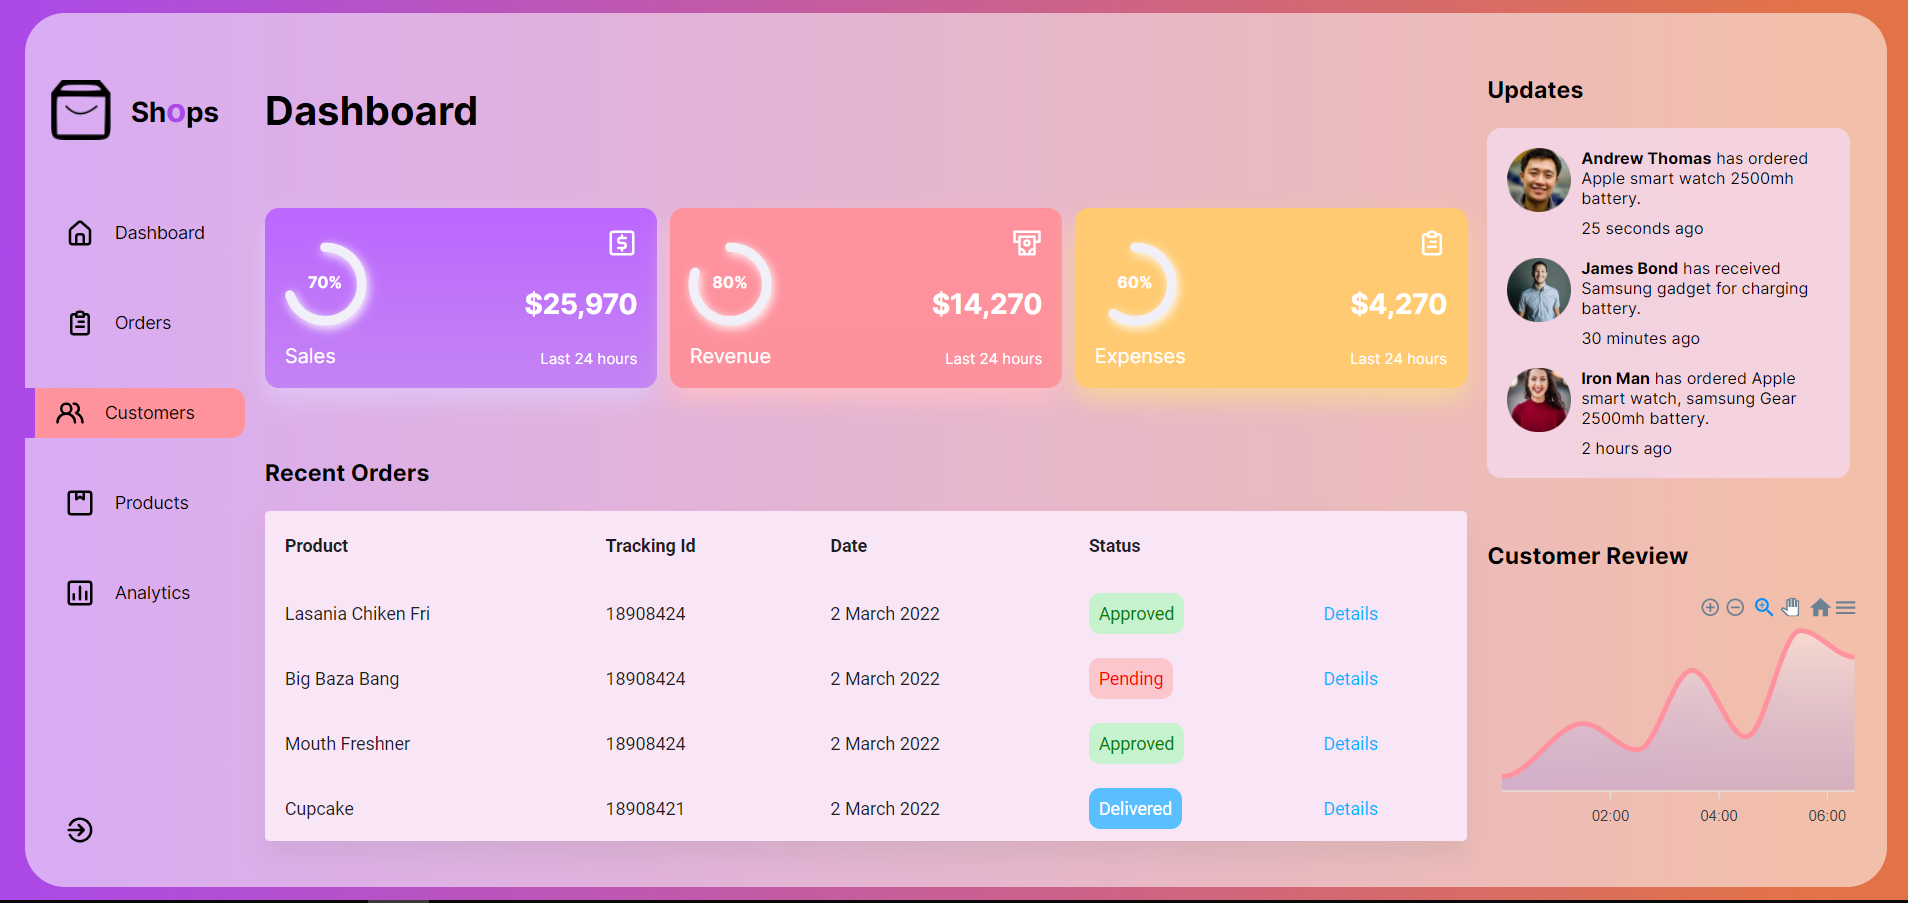 Shops
Dashboard
Orders
Customers
Products
Analytics
Dashboard
70%
$25,970
Sales
Last 24 hours
80%
$14,270
Revenue
Last 24 hours
60%
$4,270
Expenses
Last 24 hours
Recent Orders
Product Tracking Id Date Status
Lasania Chiken Fri 18908424 2 March 2022 Approved Details
Big Baza Bang 18908424 2 March 2022 Pending Details
Mouth Freshner 18908424 2 March 2022 Approved Details
Cupcake 18908421 2 March 2022 Delivered Details
Updates
Andrew Thomas has ordered
Apple smart watch 2500mh
battery.
25 seconds ago
James Bond has received
Samsung gadget for charging
battery.
30 minutes ago
Iron Man has ordered Apple
smart watch, samsung Gear
2500mh battery.
2 hours ago
Customer Review
02:00 04:00 06:00